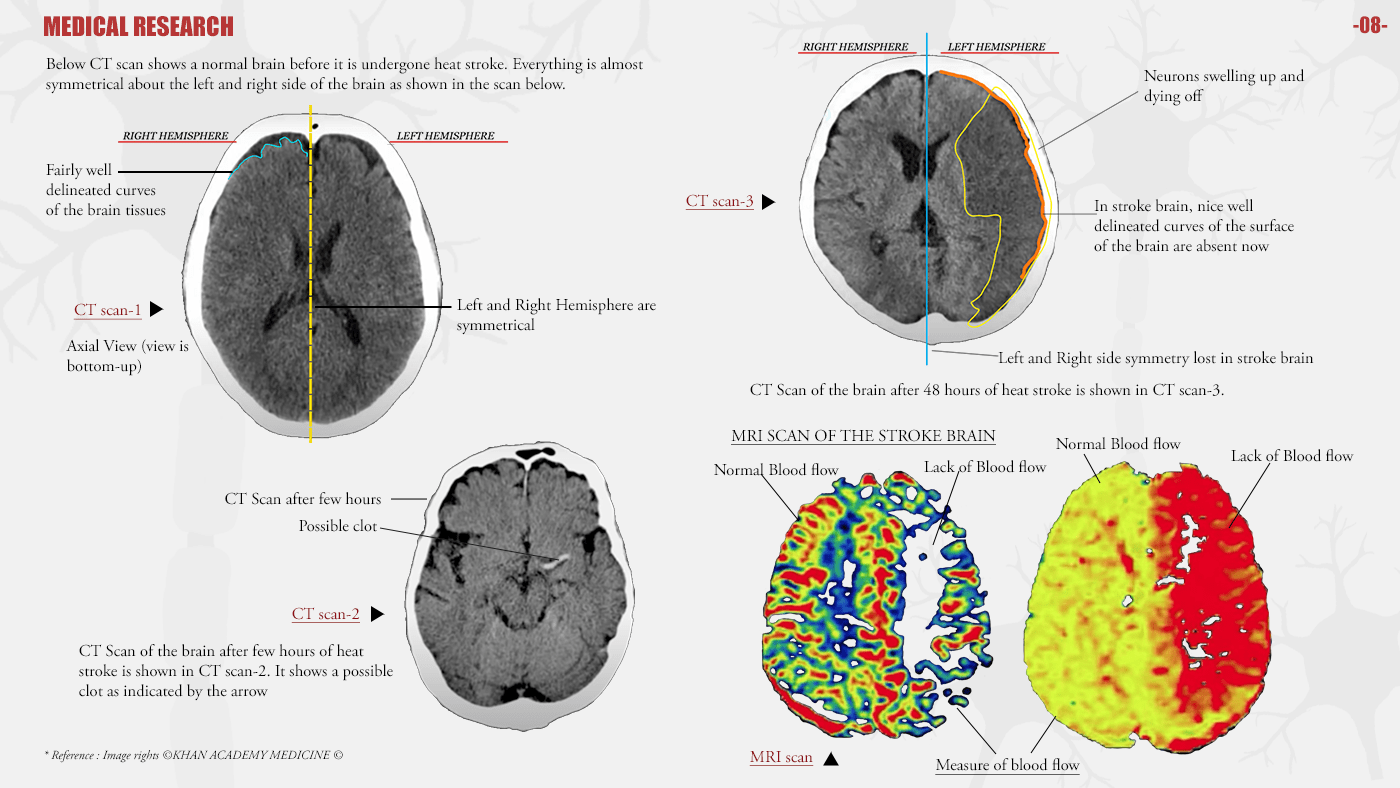 MEDICAL RESEARCH
-08-
Below CT scan shows a normal brain before it is undergone heat stroke. Everything is almost
symmetrical about the left and right side of the brain as shown in the scan below.
RIGHT HEMISPHERE
LEFT HEMISPHERE
Fairly well
delineated curves
of the brain tissues
CT scan-1
Axial View (view is
bottom-up)
Left and Right Hemisphere are
symmetrical
CT Scan after few hours
Possible clot
CT scan-2
CT Scan of the brain after few hours of heat
stroke is shown in CT scan-2. It shows a possible
clot as indicated by the arrow
* Reference : Image rights ©KHAN ACADEMY MEDICINE ©
RIGHT HEMISPHERE
LEFT HEMISPHERE
Neurons swelling up and
dying off
CT scan-3
In stroke brain, nice well
delineated curves of the surface
of the brain are absent now
Left and Right side symmetry lost in stroke brain
CT Scan of the brain after 48 hours of heat stroke is shown in CT scan-3.
MRI SCAN OF THE STROKE BRAIN
Normal Blood flow
Lack of Blood flow
Normal Blood flow
Lack of Blood flow
MRI scan
Measure of blood flow